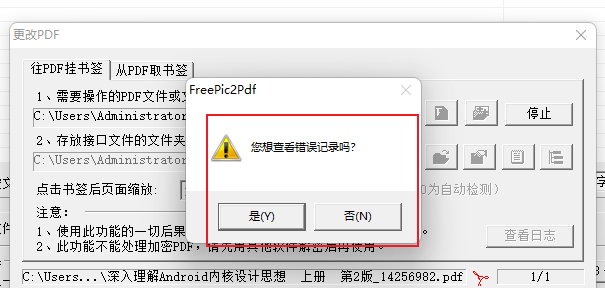 更改PDF
往PDF挂书签
从PDF取书签
FreePic2Pdf
1、需要操作的PDF文件或
C:\Users\Administrator
停止
您想查看错误记录吗?
2、存放接口文件的文件夹
C:\Users\Administrator
点击书签后页面缩放:
0为自动检测)
注意:
是(Y)
否(N)
1、使用此功能的一切后果
2、此功能不能处理加密PDF,请先用其他软件解密后再使用。
查看日志
C:\Users...\深入理解Android内核设计思想 上册 第2版_14256982.pdf
1/1